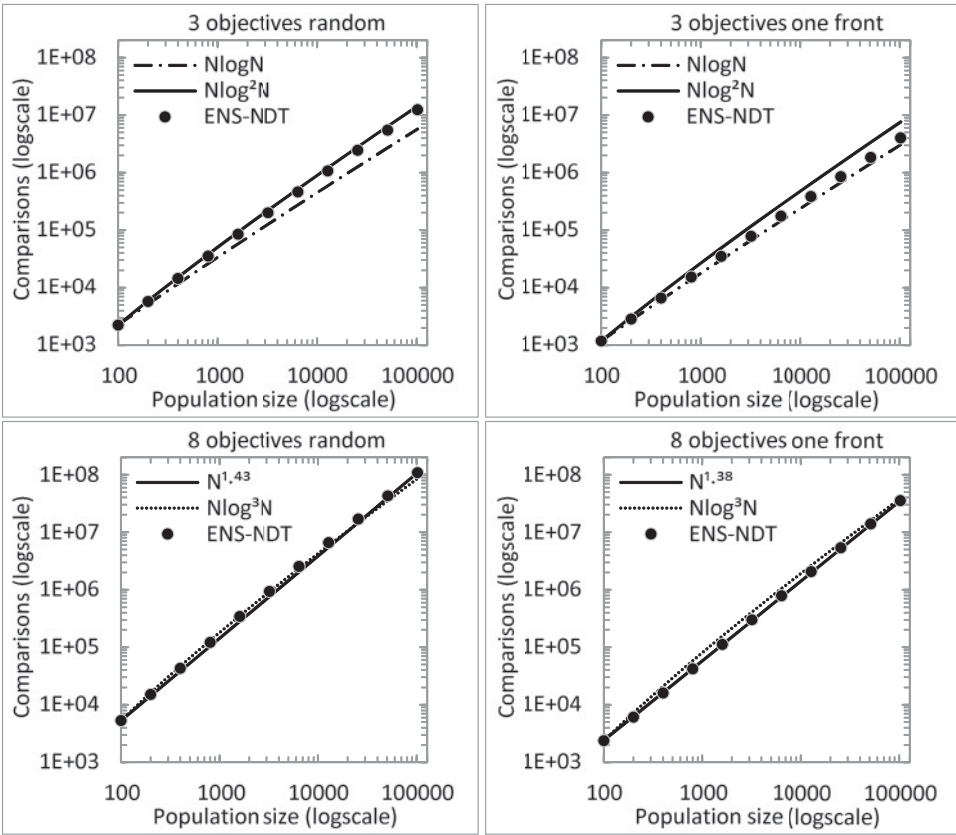 3 objectives random
1E+08
1E+07
1E+06
1E+05
1E+04
1E+03
Comparisons (logscale)
NlogN
Nlog²N
ENS-NDT
100 1000 10000 100000
Population size (logscale)
3 objectives one front
1E+08
1E+07
1E+06
1E+05
1E+04
1E+03
Comparisons (logscale)
NlogN
Nlog²N
ENS-NDT
100 1000 10000 100000
Population size (logscale)
8 objectives random
1E+08
1E+07
1E+06
1E+05
1E+04
1E+03
Comparisons (logscale)
N¹·⁴³
Nlog³N
ENS-NDT
100 1000 10000 100000
Population size (logscale)
8 objectives one front
1E+08
1E+07
1E+06
1E+05
1E+04
1E+03
Comparisons (logscale)
N¹·³⁸
Nlog³N
ENS-NDT
100 1000 10000 100000
Population size (logscale)